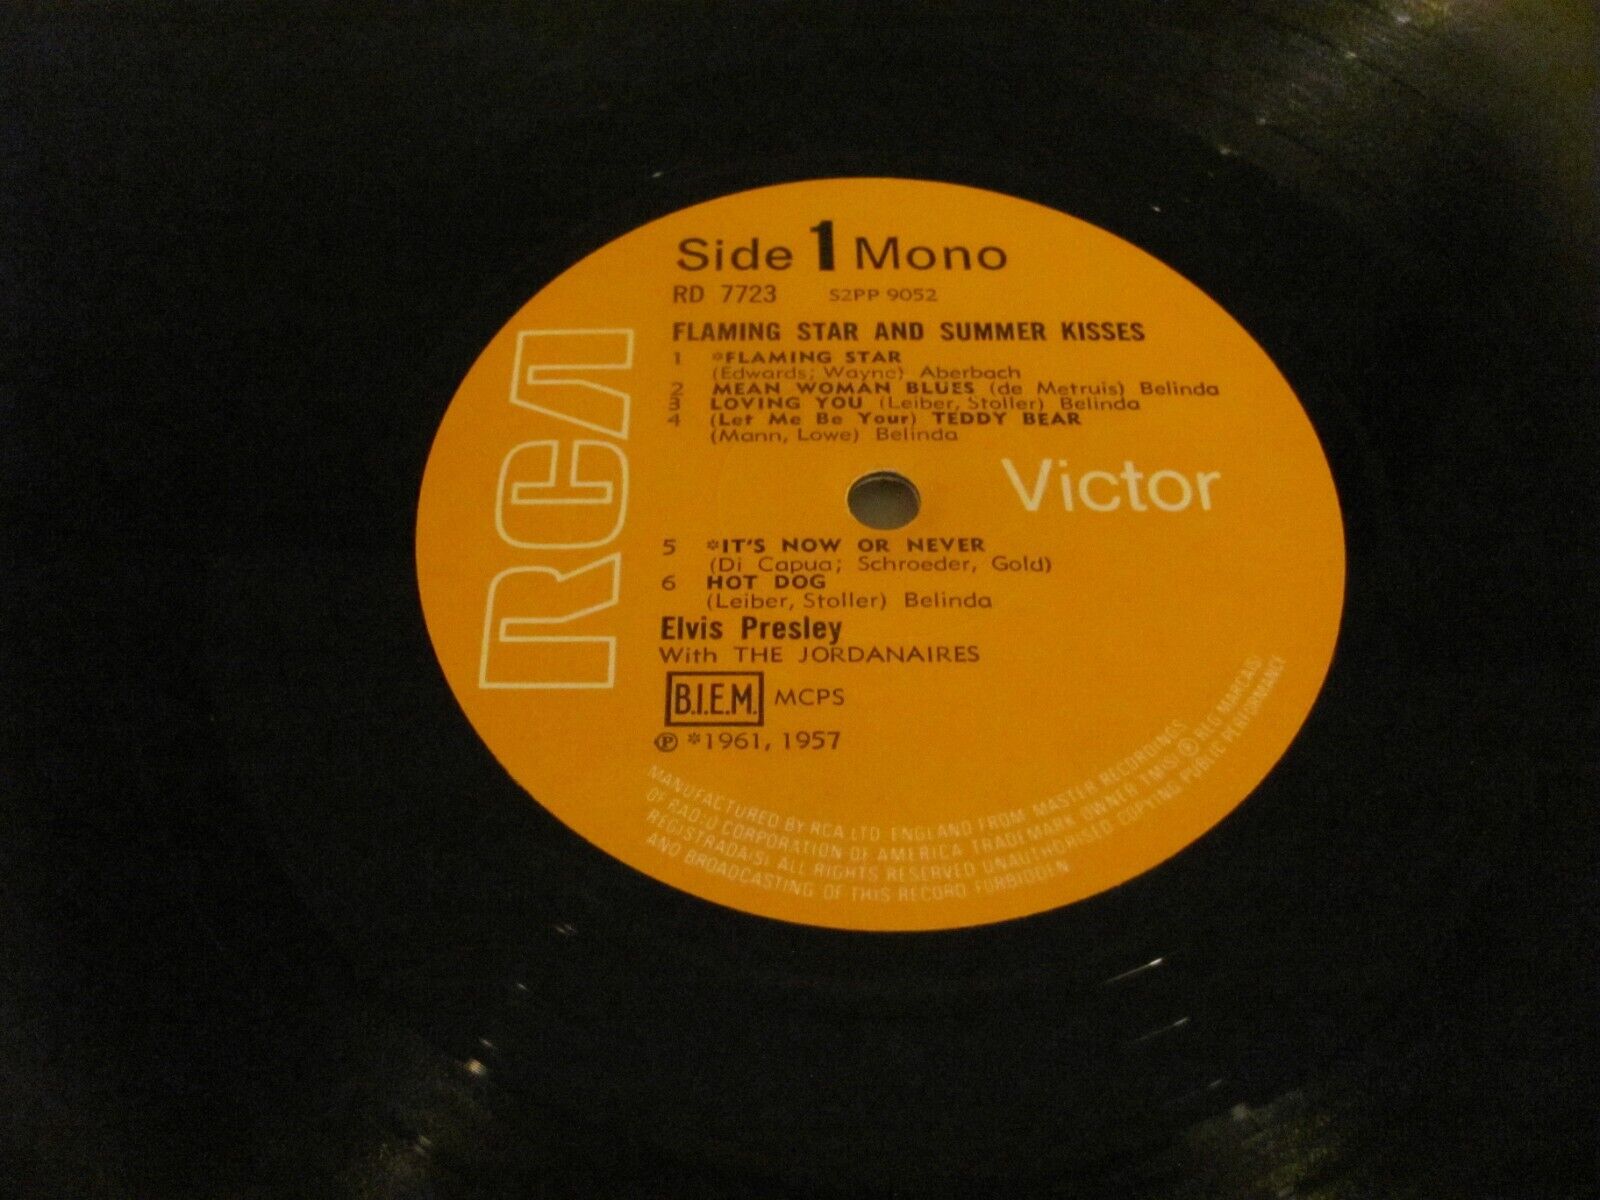 Side 1 Mono
RD 7723 S2PP 9052
FLAMING STAR AND SUMMER KISSES
1 *FLAMING STAR
(Edwards; Wayne) Aberbach
2 MEAN WOMAN BLUES (de Metruis) Belinda
3 LOVING YOU (Leiber, Stoller) Belinda
4 (Let Me Be Your) TEDDY BEAR
(Mann, Lowe) Belinda
RCA
Victor
5 *IT'S NOW OR NEVER
(Di Capua; Schroeder, Gold)
6 HOT DOG
(Leiber, Stoller) Belinda
Elvis Presley
With THE JORDANAIRES
B.I.E.M. MCPS
℗ *1961, 1957
MANUFACTURED BY RCA LTD ENGLAND FROM MASTER RECORDINGS
OF RADIO CORPORATION OF AMERICA TRADEMARK OWNER TM(S) ® REG MARCA(S)
REGISTRADA(S) ALL RIGHTS RESERVED UNAUTHORISED COPYING PUBLIC PERFORMANCE
AND BROADCASTING OF THIS RECORD FORBIDDEN